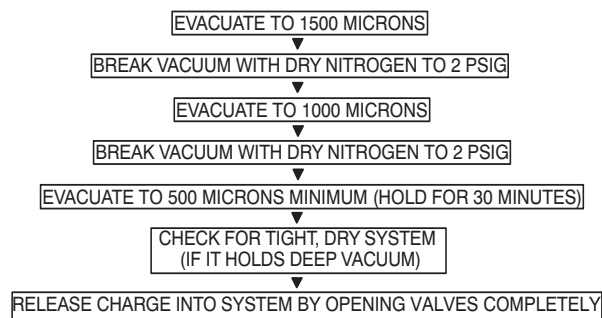 EVACUATE TO 1500 MICRONS
BREAK VACUUM WITH DRY NITROGEN TO 2 PSIG
EVACUATE TO 1000 MICRONS
BREAK VACUUM WITH DRY NITROGEN TO 2 PSIG
EVACUATE TO 500 MICRONS MINIMUM (HOLD FOR 30 MINUTES)
CHECK FOR TIGHT, DRY SYSTEM
(IF IT HOLDS DEEP VACUUM)
RELEASE CHARGE INTO SYSTEM BY OPENING VALVES COMPLETELY